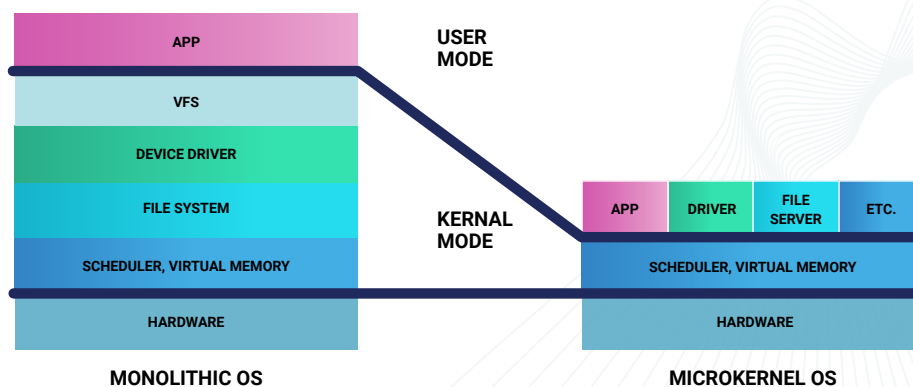 APP
VFS
DEVICE DRIVER
FILE SYSTEM
SCHEDULER, VIRTUAL MEMORY
HARDWARE
MONOLITHIC OS
USER
MODE
KERNAL
MODE
APP
DRIVER
FILE
SERVER
ETC.
SCHEDULER, VIRTUAL MEMORY
HARDWARE
MICROKERNEL OS